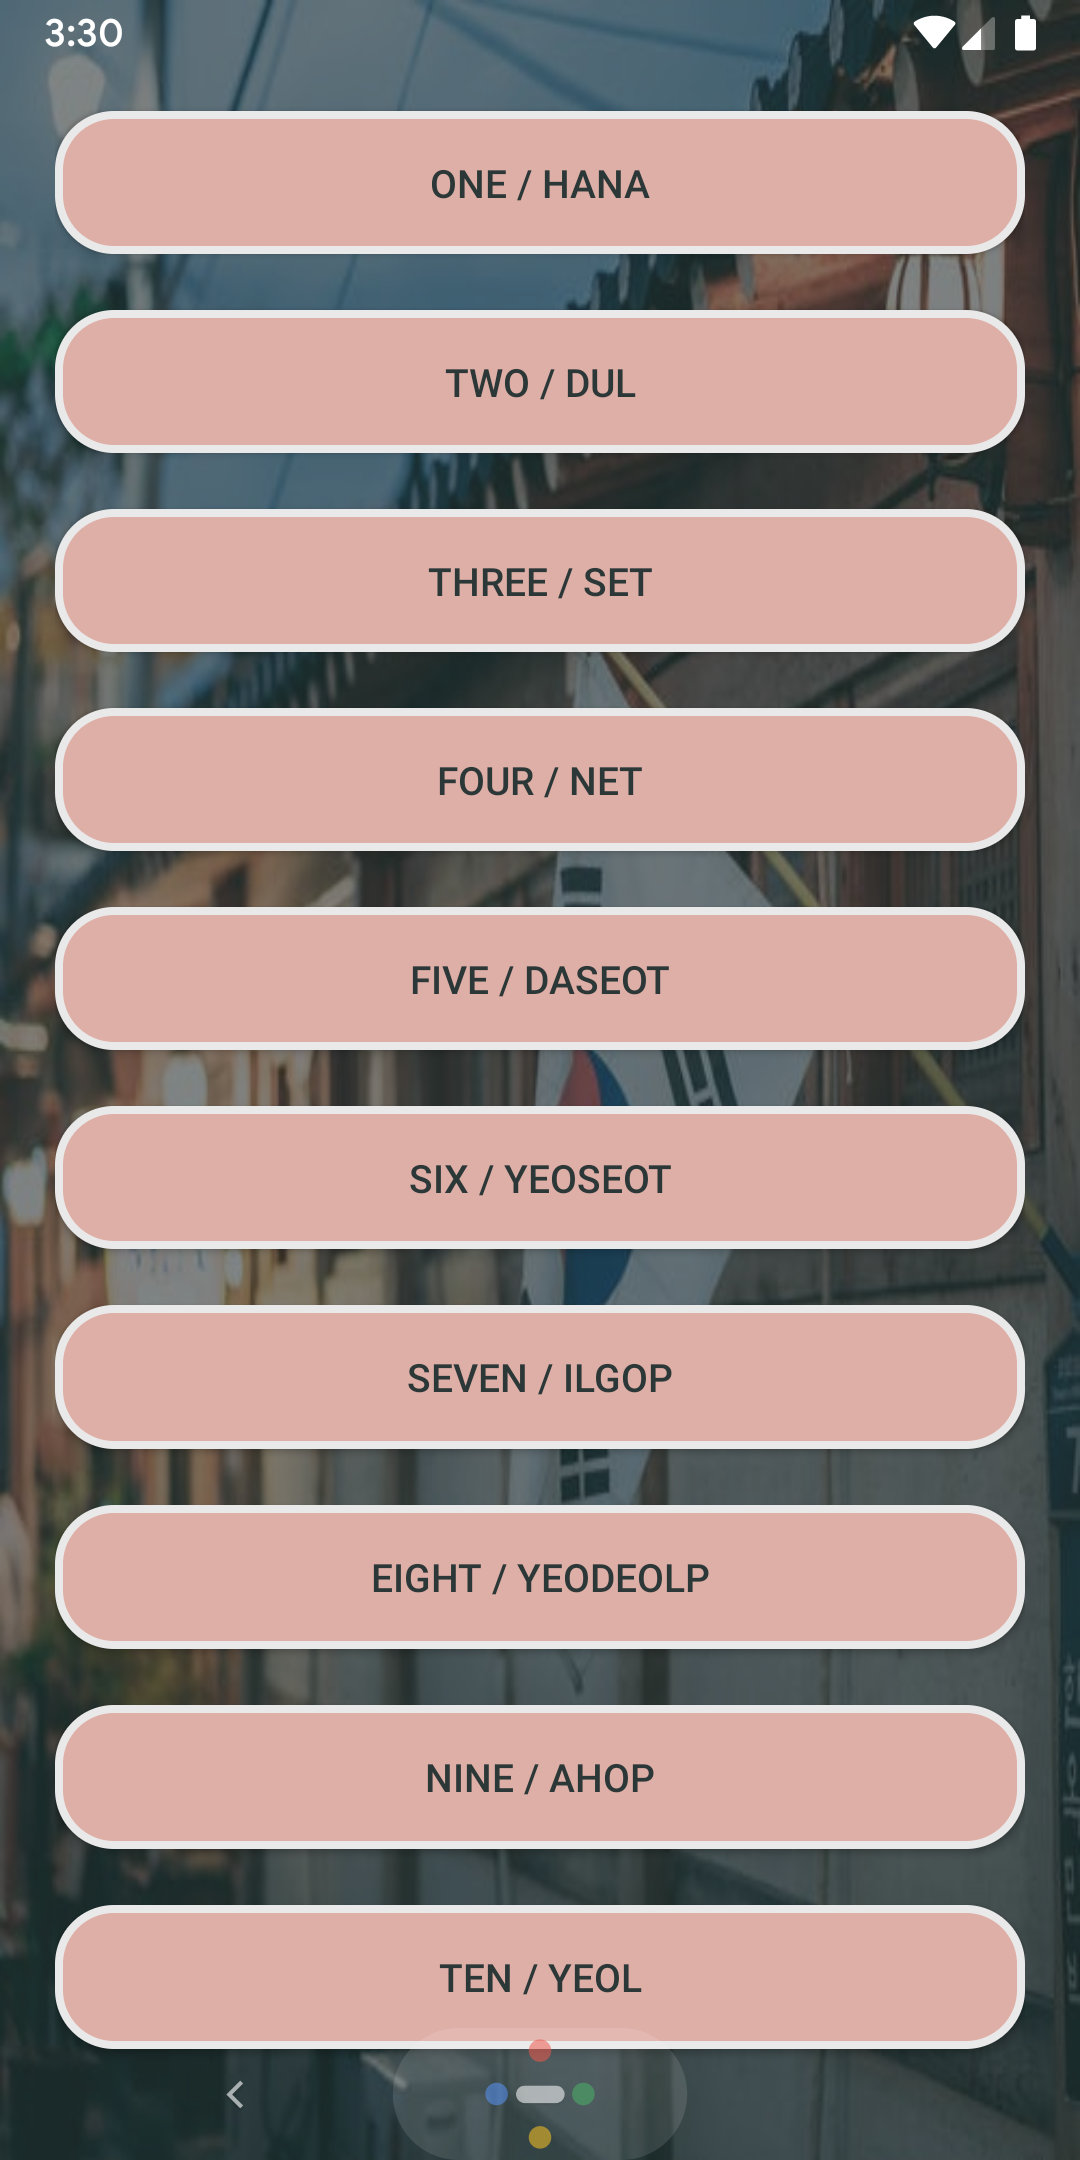 3:30
ONE / HANA
TWO / DUL
THREE / SET
FOUR / NET
FIVE / DASEOT
SIX / YEOSEOT
SEVEN / ILGOP
EIGHT / YEODEOLP
NINE / AHOP
TEN / YEOL